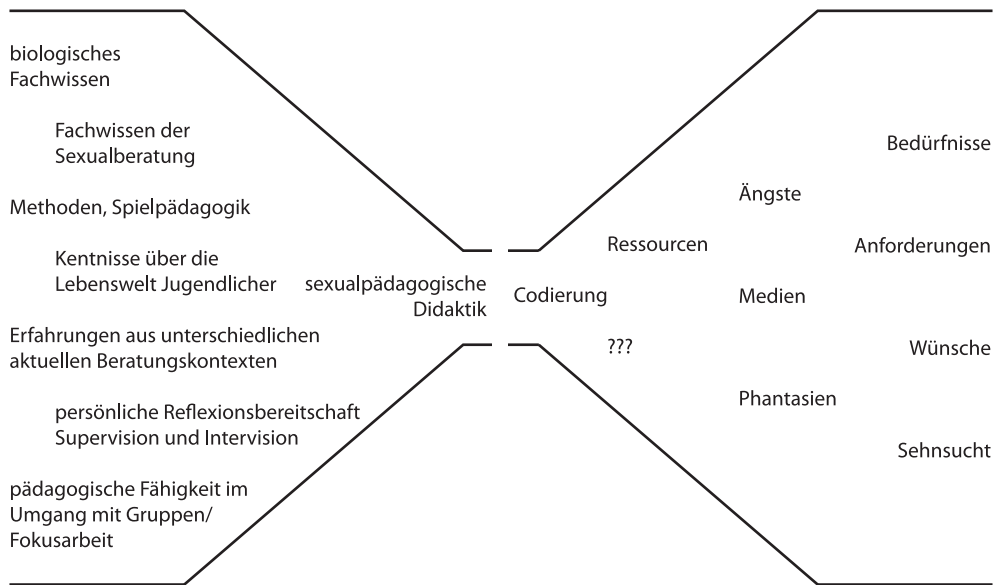 biologisches
Fachwissen
Fachwissen der
Sexualberatung
Methoden, Spielpädagogik
Kentnisse über die
Lebenswelt Jugendlicher
Erfahrungen aus unterschiedlichen
aktuellen Beratungskontexten
persönliche Reflexionsbereitschaft
Supervision und Intervision
pädagogische Fähigkeit im
Umgang mit Gruppen/
Fokusarbeit
sexualpädagogische
Didaktik
Codierung
Ressourcen
???
Ängste
Medien
Phantasien
Bedürfnisse
Anforderungen
Wünsche
Sehnsucht